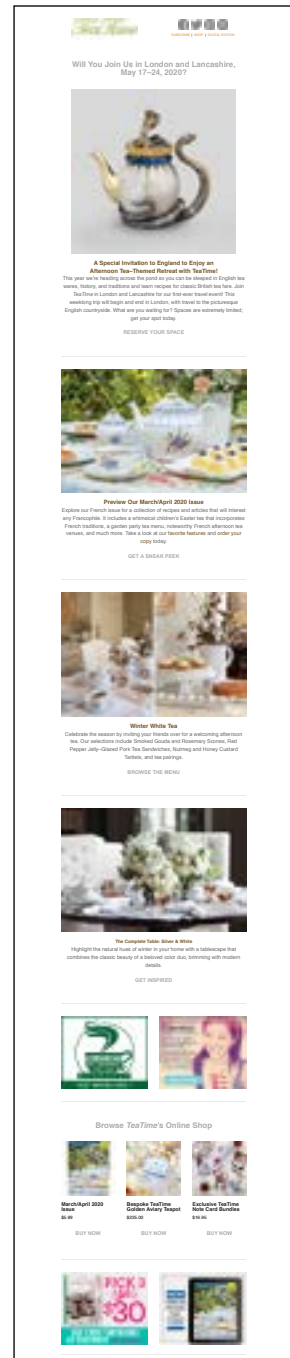 TeaTime
SUBSCRIBE | SHOP | DIGITAL EDITION
Will You Join Us in London and Lancashire,
May 17–24, 2020?
A Special Invitation to England to Enjoy an
Afternoon Tea–Themed Retreat with TeaTime!
This year we're heading across the pond so you can be steeped in English tea
wares, history, and traditions and learn recipes for classic British tea fare. Join
TeaTime in London and Lancashire for our first-ever travel event! This
weeklong trip will begin and end in London, with travel to the picturesque
English countryside. What are you waiting for? Spaces are extremely limited;
get your spot today.
RESERVE YOUR SPACE
Preview Our March/April 2020 Issue
Explore our French issue for a collection of recipes and articles that will interest
any Francophile. It includes a whimsical children's Easter tea that incorporates
French traditions, a garden party tea menu, noteworthy French afternoon tea
venues, and much more. Take a look at our favorite features and order your
copy today.
GET A SNEAK PEEK
Winter White Tea
Celebrate the season by inviting your friends over for a welcoming afternoon
tea. Our selections include Smoked Gouda and Rosemary Scones, Red
Pepper Jelly–Glazed Pork Tea Sandwiches, Nutmeg and Honey Custard
Tartlets, and tea pairings.
BROWSE THE MENU
The Complete Table: Silver & White
Highlight the natural hues of winter in your home with a tablescape that
combines the classic beauty of a beloved color duo, brimming with modern
details.
GET INSPIRED
Browse TeaTime's Online Shop
March/April 2020
Issue
$5.99
BUY NOW
Bespoke TeaTime
Golden Aviary Teapot
$225.00
BUY NOW
Exclusive TeaTime
Note Card Bundles
$16.95
BUY NOW
PICK 3
$30